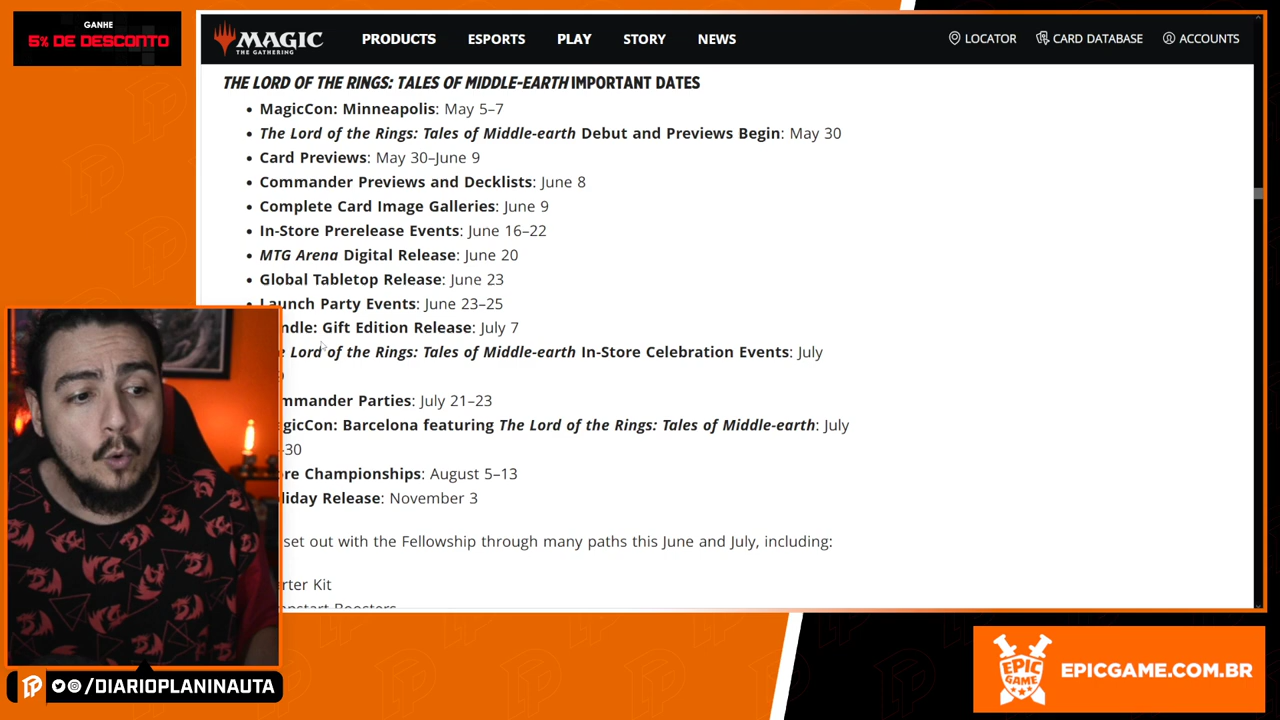 GANHE
5% DE DESCONTO
MAGIC
THE GATHERING
PRODUCTS ESPORTS PLAY STORY NEWS
LOCATOR CARD DATABASE ACCOUNTS
THE LORD OF THE RINGS: TALES OF MIDDLE-EARTH IMPORTANT DATES
• MagicCon: Minneapolis: May 5–7
• The Lord of the Rings: Tales of Middle-earth Debut and Previews Begin: May 30
• Card Previews: May 30–June 9
• Commander Previews and Decklists: June 8
• Complete Card Image Galleries: June 9
• In-Store Prerelease Events: June 16–22
• MTG Arena Digital Release: June 20
• Global Tabletop Release: June 23
• Launch Party Events: June 23–25
ndle: Gift Edition Release: July 7
e Lord of the Rings: Tales of Middle-earth In-Store Celebration Events: July
mmander Parties: July 21–23
gicCon: Barcelona featuring The Lord of the Rings: Tales of Middle-earth: July
–30
re Championships: August 5–13
liday Release: November 3
set out with the Fellowship through many paths this June and July, including:
rter Kit
mpstart Boosters
/DIARIOPLANINAUTA
EPIC
GAME
EPICGAME.COM.BR